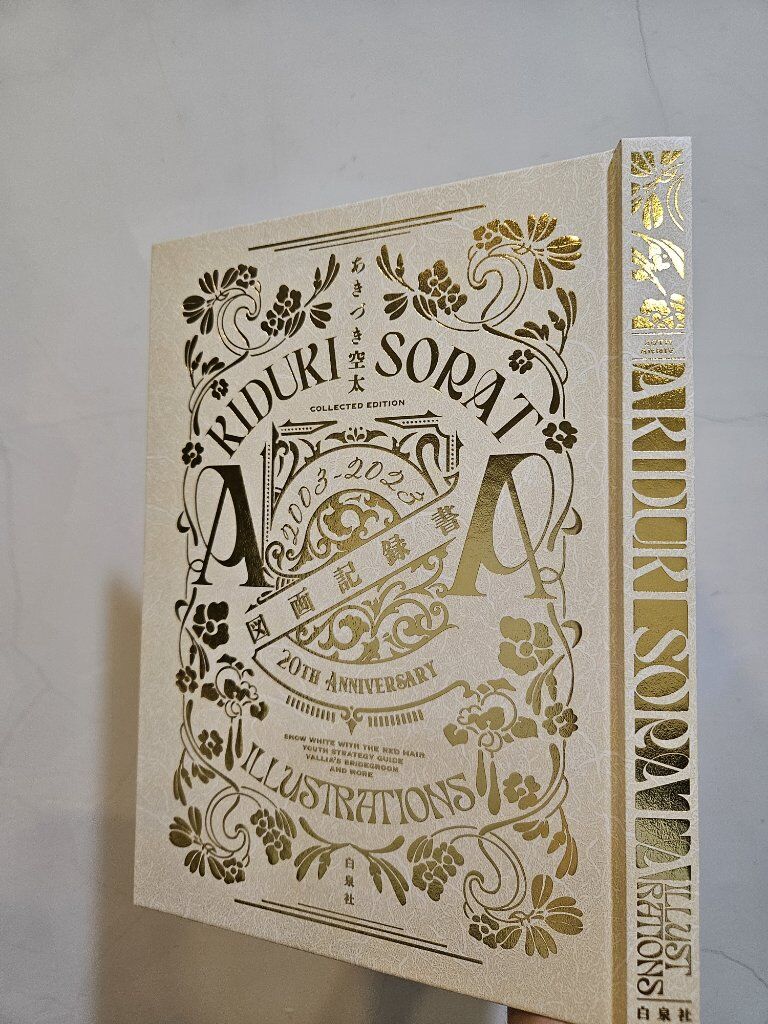 あきづき空太
AKIDUKI SORATA
COLLECTED EDITION
2003-2023
図画記録書
20TH ANNIVERSARY
SNOW WHITE WITH THE RED HAIR
YOUTH STRATEGY GUIDE
VALLIA'S BRIDEGROOM
AND MORE
ILLUSTRATIONS
白泉社
AKIDUKI SORATA
ILLUST
RATIONS
白泉社